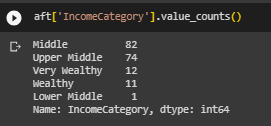 aft['IncomeCategory'].value_counts()
Middle 82
Upper Middle 74
Very Wealthy 12
Wealthy 11
Lower Middle 1
Name: IncomeCategory, dtype: int64